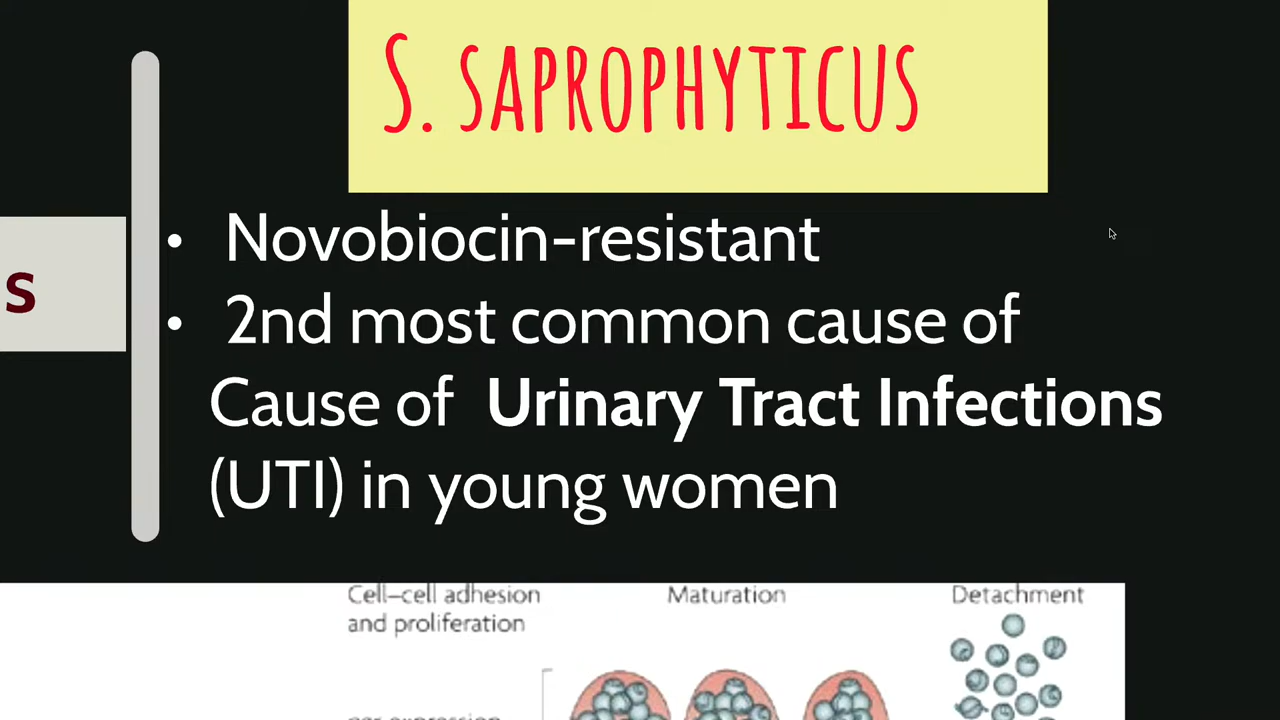 S. SAPROPHYTICUS
s
• Novobiocin-resistant
• 2nd most common cause of
Cause of Urinary Tract Infections
(UTI) in young women
Cell–cell adhesion
and proliferation
Maturation
Detachment